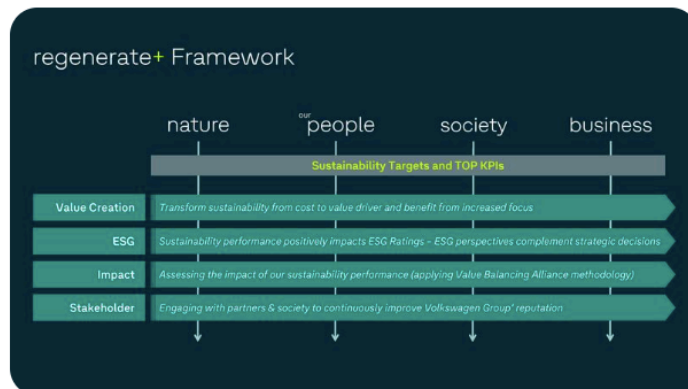 regenerate+ Framework
nature our people society business
Sustainability Targets and TOP KPIs
Value Creation Transform sustainability from cost to value driver and benefit from increased focus
ESG Sustainability performance positively impacts ESG Ratings – ESG perspectives complement strategic decisions
Impact Assessing the impact of our sustainability performance (applying Value Balancing Alliance methodology)
Stakeholder Engaging with partners & society to continuously improve Volkswagen Group' reputation